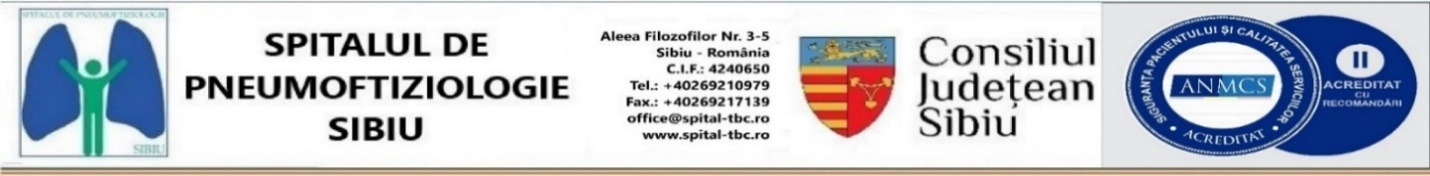 SPITALUL DE PNEUMOFTIZIOLOGIE
SIBIU
SPITALUL DE
PNEUMOFTIZIOLOGIE
SIBIU
Aleea Filozofilor Nr. 3-5
Sibiu - România
C.I.F.: 4240650
Tel.: +40269210979
Fax.: +40269217139
office@spital-tbc.ro
www.spital-tbc.ro
Consiliul
Județean
Sibiu
SIGURANȚA PACIENTULUI ȘI CALITATEA SERVICIILOR
ANMCS
ACREDITAT
II
ACREDITAT
CU
RECOMANDĂRI